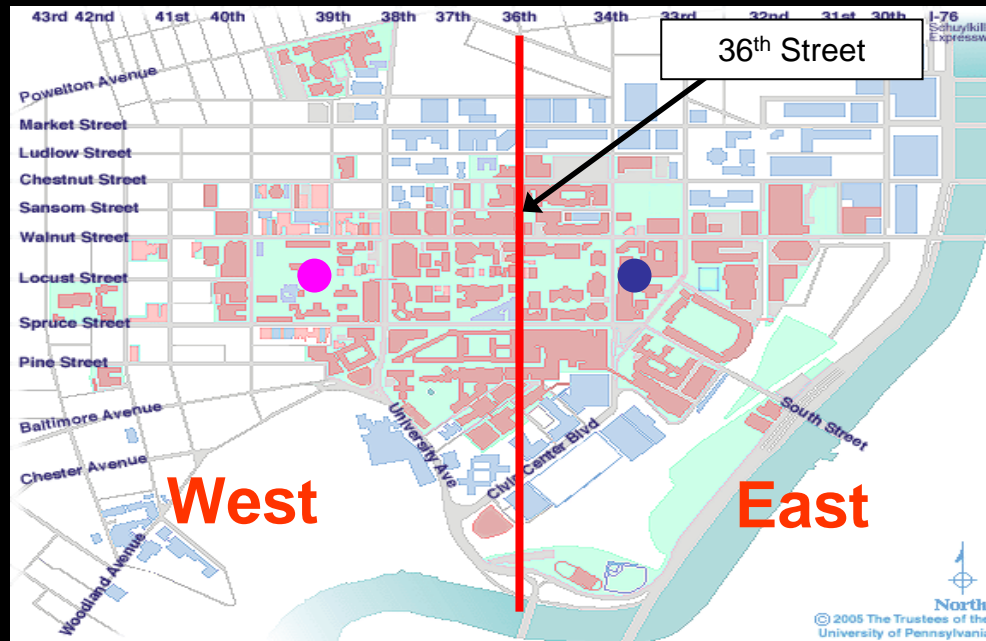 43rd 42nd 41st 40th 39th 38th 37th 36th 34th 33rd 32nd 31st 30th I-76
Schuylkill
Expressw
36th Street
Powelton Avenue
Market Street
Ludlow Street
Chestnut Street
Sansom Street
Walnut Street
Locust Street
Spruce Street
Pine Street
Baltimore Avenue
Chester Avenue
Woodland Avenue
University Ave
Civic Center Blvd
South Street
West
East
North
© 2005 The Trustees of the
University of Pennsylvania